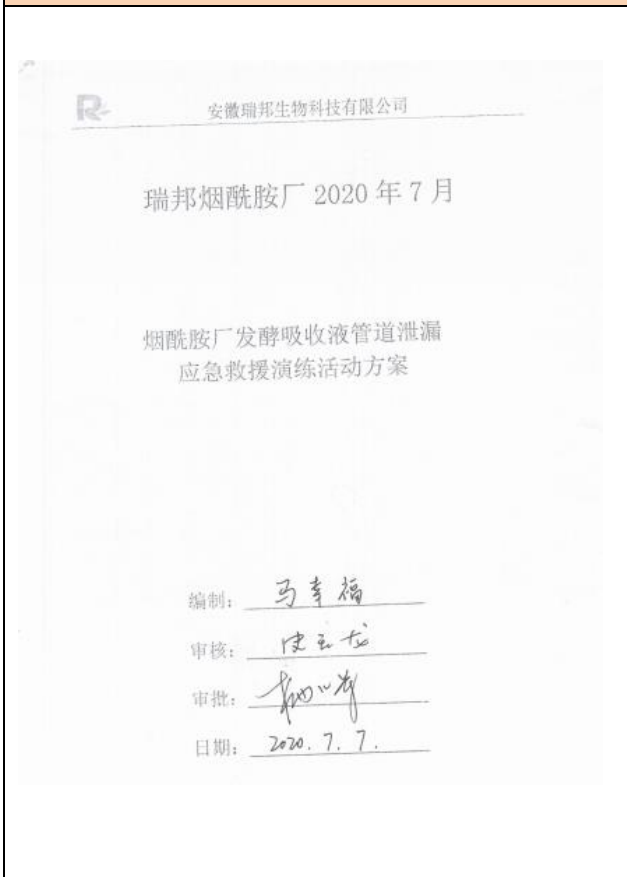 R
安徽瑞邦生物科技有限公司
瑞邦烟酰胺厂 2020 年 7 月
烟酰胺厂发酵吸收液管道泄漏
应急救援演练活动方案
编制：马幸福
审核：
审批：
日期：2020.7.7.